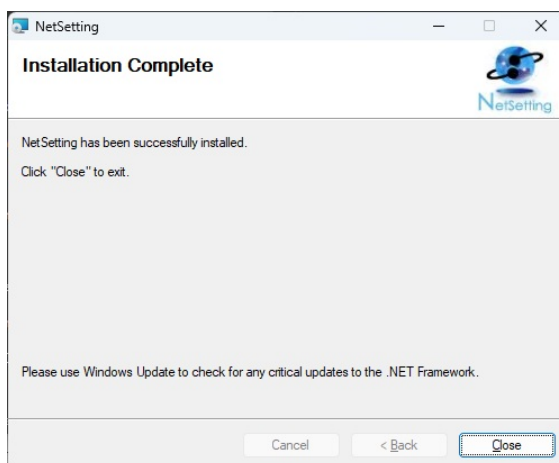 NetSetting
Installation Complete
NetSetting
NetSetting has been successfully installed.
Click "Close" to exit.
Please use Windows Update to check for any critical updates to the .NET Framework.
Cancel
< Back
Close